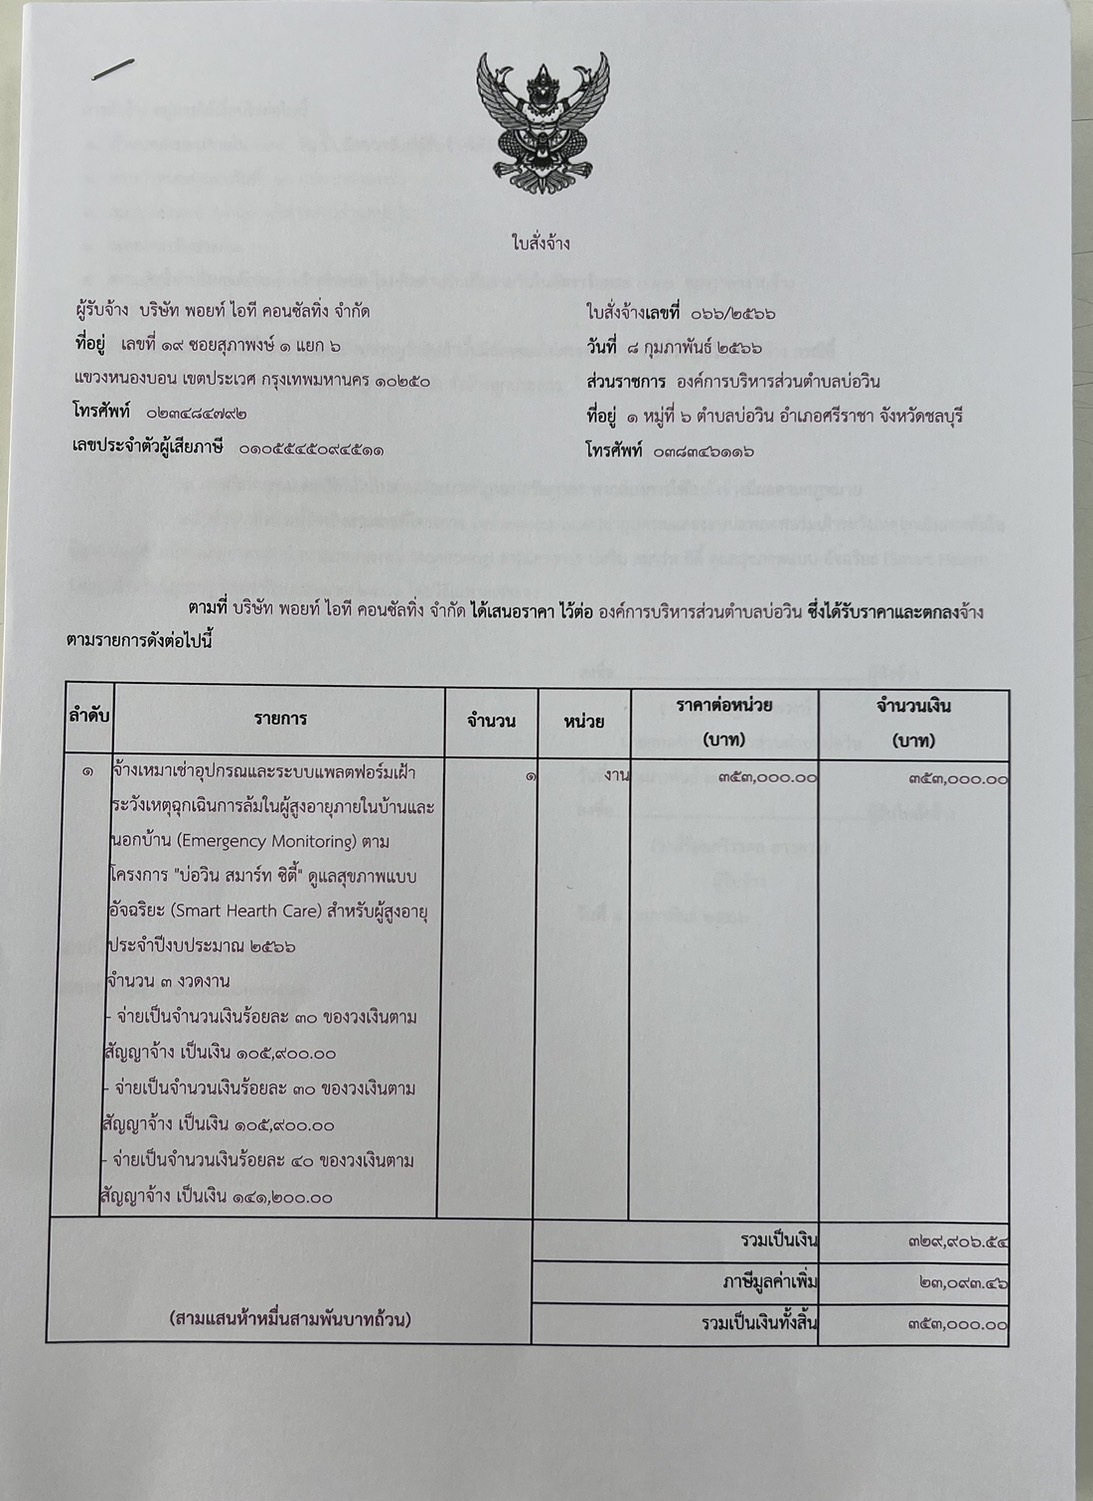 ใบสั่งจ้าง
ผู้รับจ้าง บริษัท พอยท์ ไอที คอนซัลทิ่ง จำกัด
ที่อยู่ เลขที่ ๑๙ ซอยสุภาพงษ์ ๑ แยก ๖
แขวงหนองบอน เขตประเวศ กรุงเทพมหานคร ๑๐๒๕๐
โทรศัพท์ ๐๒๓๔๘๔๗๙๒
เลขประจำตัวผู้เสียภาษี ๐๑๐๕๕๔๕๐๙๔๕๑๑
ใบสั่งจ้างเลขที่ ๐๖๖/๒๕๖๖
วันที่ ๘ กุมภาพันธ์ ๒๕๖๖
ส่วนราชการ องค์การบริหารส่วนตำบลบ่อวิน
ที่อยู่ ๑ หมู่ที่ ๖ ตำบลบ่อวิน อำเภอศรีราชา จังหวัดชลบุรี
โทรศัพท์ ๐๓๘๓๔๖๑๑๖
ตามที่ บริษัท พอยท์ ไอที คอนซัลทิ่ง จำกัด ได้เสนอราคา ไว้ต่อ องค์การบริหารส่วนตำบลบ่อวิน ซึ่งได้รับราคาและตกลงจ้าง
ตามรายการดังต่อไปนี้
ลำดับ รายการ จำนวน หน่วย ราคาต่อหน่วย (บาท) จำนวนเงิน (บาท)
๑ จ้างเหมาเช่าอุปกรณและระบบแพลตฟอร์มเฝ้า ๑ งาน ๓๕๓,๐๐๐.๐๐ ๓๕๓,๐๐๐.๐๐
ระวังเหตุฉุกเฉินการล้มในผู้สูงอายุภายในบ้านและ
นอกบ้าน (Emergency Monitoring) ตาม
โครงการ "บ่อวิน สมาร์ท ซิตี้" ดูแลสุขภาพแบบ
อัจฉริยะ (Smart Hearth Care) สำหรับผู้สูงอายุ
ประจำปีงบประมาณ ๒๕๖๖
จำนวน ๓ งวดงาน
- จ่ายเป็นจำนวนเงินร้อยละ ๓๐ ของวงเงินตาม
สัญญาจ้าง เป็นเงิน ๑๐๕,๙๐๐.๐๐
- จ่ายเป็นจำนวนเงินร้อยละ ๓๐ ของวงเงินตาม
สัญญาจ้าง เป็นเงิน ๑๐๕,๙๐๐.๐๐
- จ่ายเป็นจำนวนเงินร้อยละ ๔๐ ของวงเงินตาม
สัญญาจ้าง เป็นเงิน ๑๔๑,๒๐๐.๐๐
รวมเป็นเงิน ๓๒๙,๙๐๖.๕๔
ภาษีมูลค่าเพิ่ม ๒๓,๐๙๓.๔๖
(สามแสนห้าหมื่นสามพันบาทถ้วน) รวมเป็นเงินทั้งสิ้น ๓๕๓,๐๐๐.๐๐